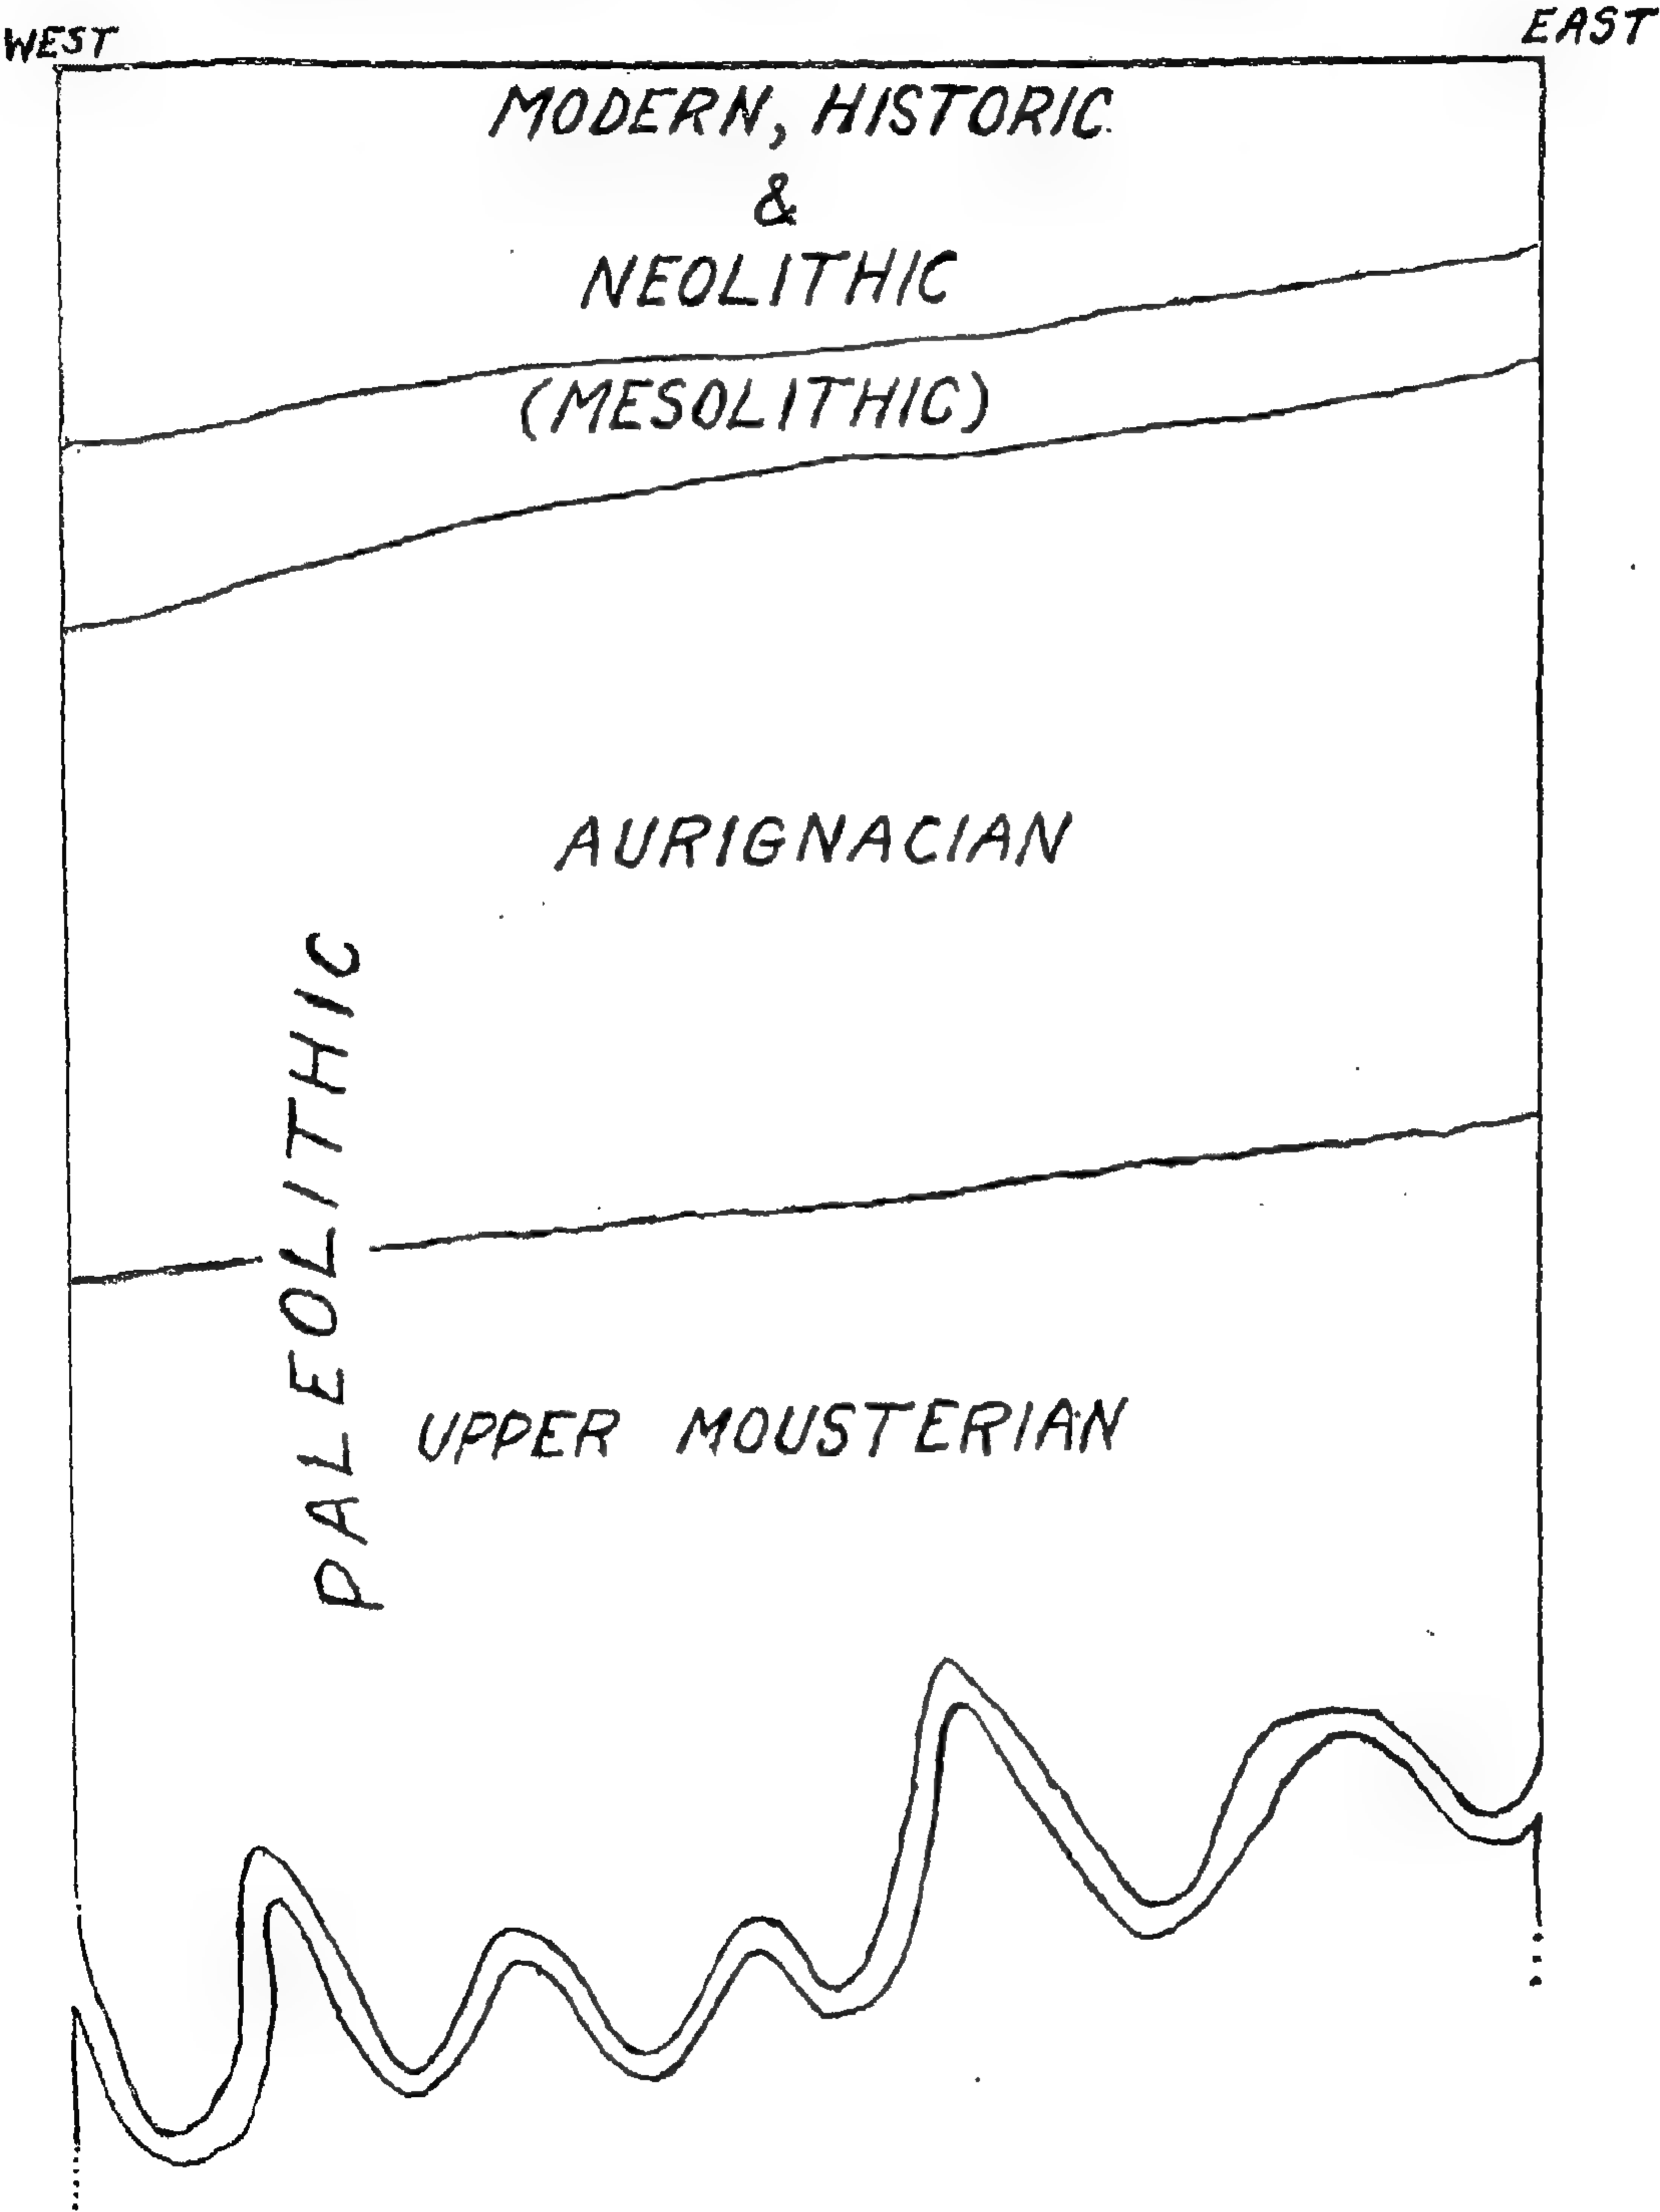 WEST
EAST
MODERN, HISTORIC
&
NEOLITHIC
(MESOLITHIC)
AURIGNACIAN
PALEOLITHIC
UPPER MOUSTERIAN